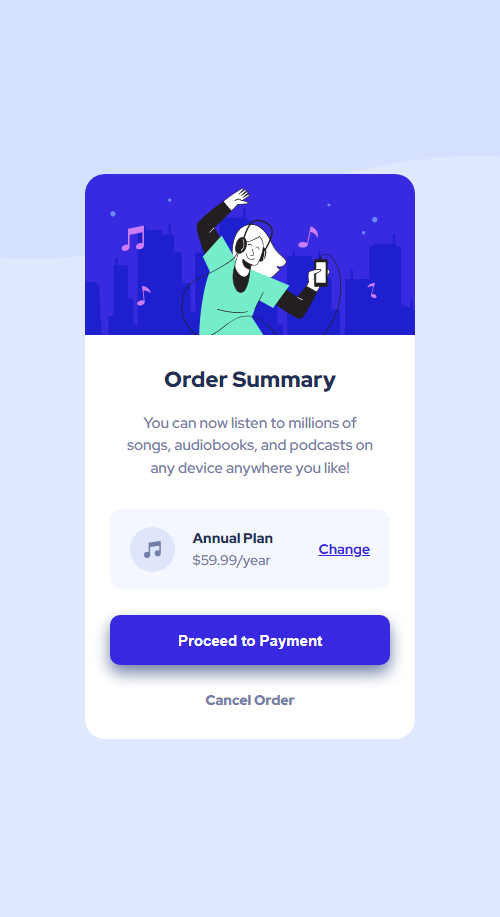 Order Summary
You can now listen to millions of
songs, audiobooks, and podcasts on
any device anywhere you like!
Annual Plan
$59.99/year
Change
Proceed to Payment
Cancel Order